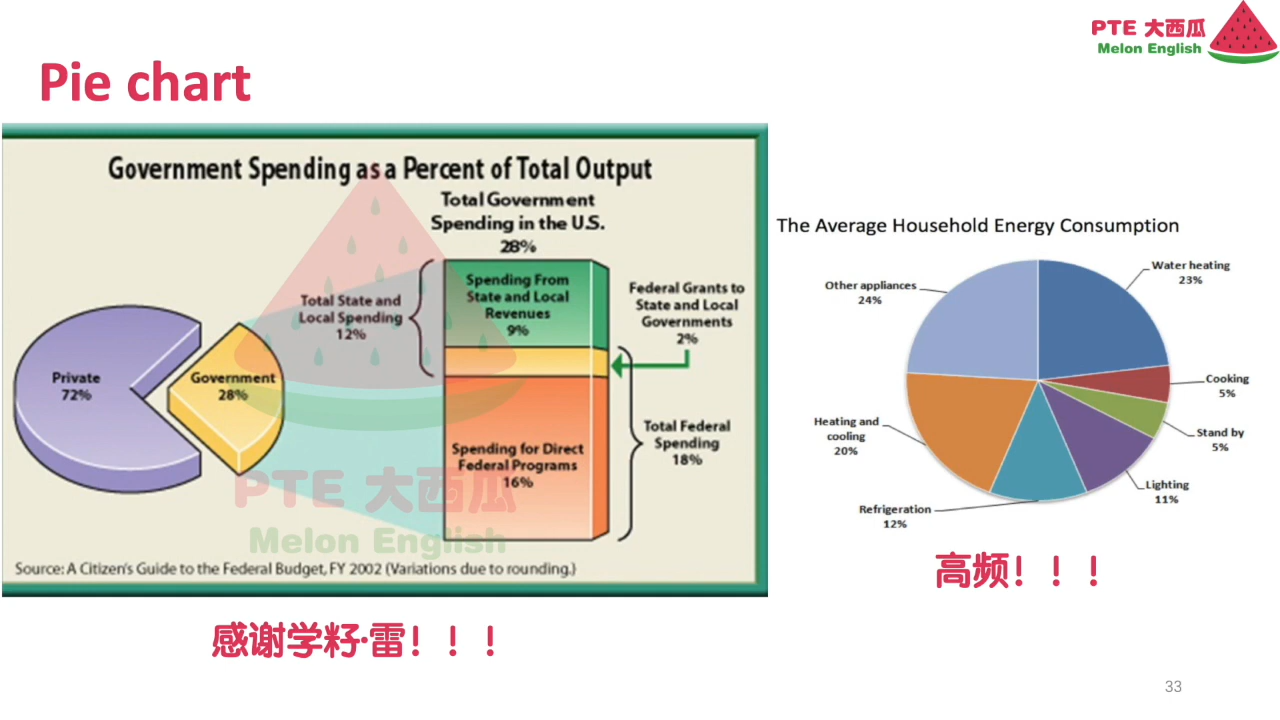 PTE 大西瓜
Melon English
Pie chart
Government Spending as a Percent of Total Output
Total Government
Spending in the U.S.
28%
Private
72%
Government
28%
Total State and
Local Spending
12%
Spending From
State and Local
Revenues
9%
Federal Grants to
State and Local
Governments
2%
Spending for Direct
Federal Programs
16%
Total Federal
Spending
18%
PTE 大西瓜
Melon English
Source: A Citizen's Guide to the Federal Budget, FY 2002 (Variations due to rounding.)
感谢学籽·雷！！！
The Average Household Energy Consumption
Water heating
23%
Cooking
5%
Stand by
5%
Lighting
11%
Refrigeration
12%
Heating and
cooling
20%
Other appliances
24%
高频！！！
33